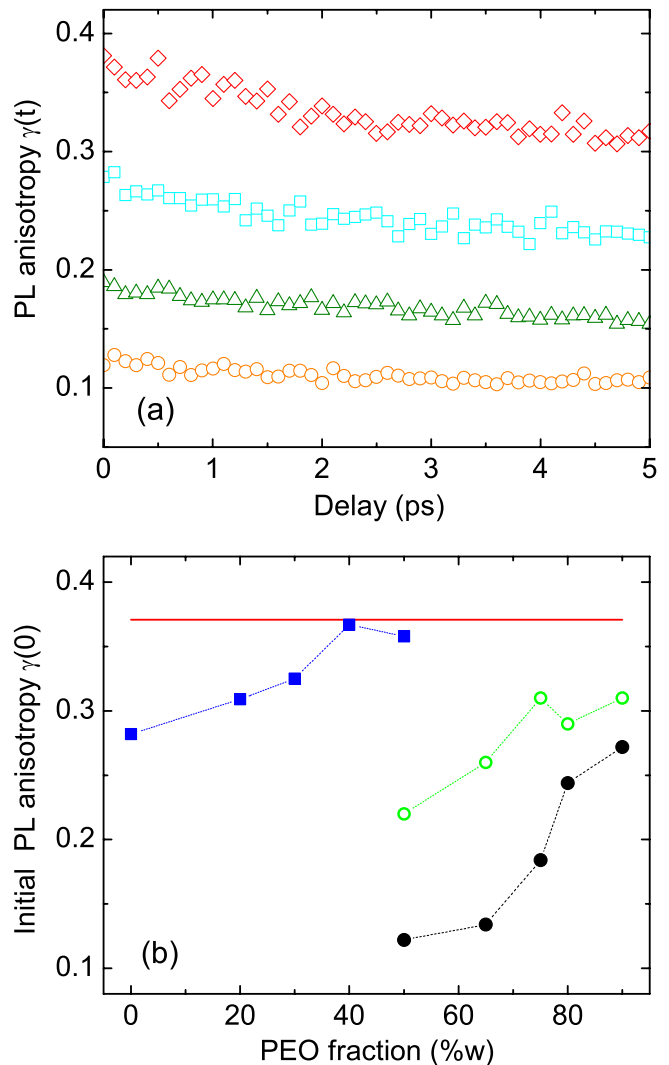 0.4
0.3
0.2
0.1
PL anisotropy γ(t)
(a)
0 1 2 3 4 5
Delay (ps)
0.4
0.3
0.2
0.1
Initial PL anisotropy γ(0)
(b)
0 20 40 60 80
PEO fraction (%w)